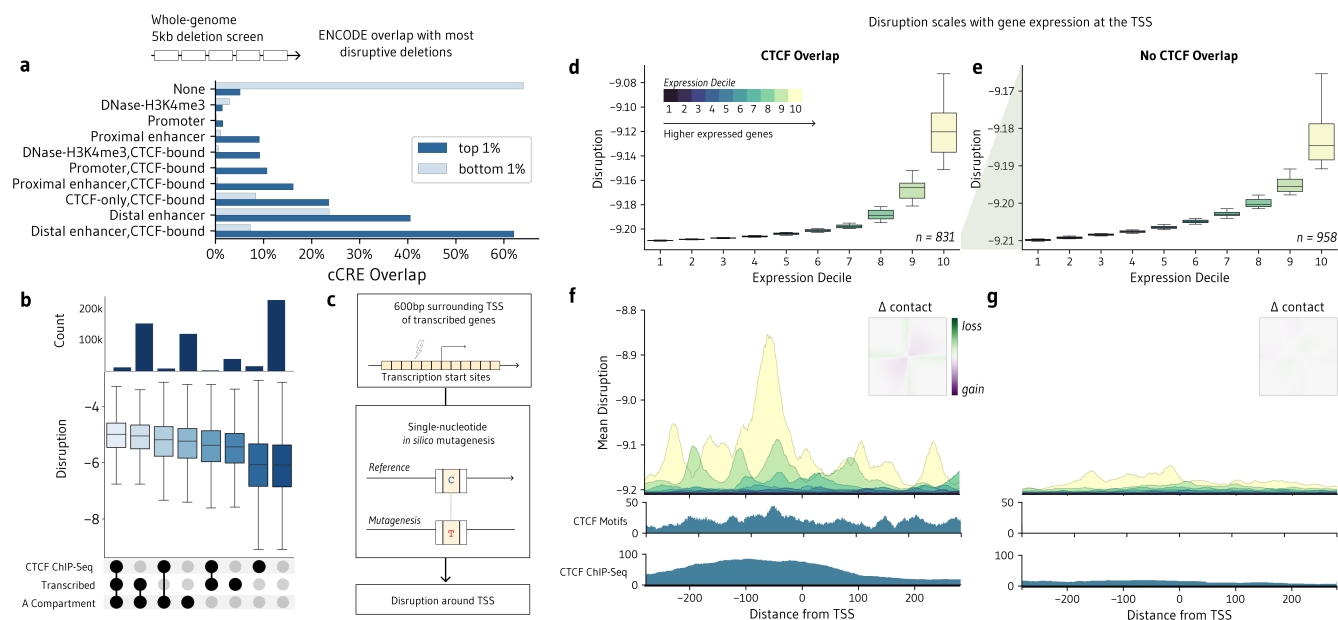 Whole-genome
5kb deletion screen
ENCODE overlap with most
disruptive deletions
a
None
DNase-H3K4me3
Promoter
Proximal enhancer
DNase-H3K4me3,CTCF-bound
Promoter,CTCF-bound
Proximal enhancer,CTCF-bound
CTCF-only,CTCF-bound
Distal enhancer
Distal enhancer,CTCF-bound
top 1%
bottom 1%
0% 10% 20% 30% 40% 50% 60%
cCRE Overlap
b
Count
200k
100k
Disruption
−4
−6
−8
CTCF ChIP-Seq
Transcribed
A Compartment
c
600bp surrounding TSS
of transcribed genes
Transcription start sites
Single-nucleotide
in silico mutagenesis
Reference
C
Mutagenesis
T
Disruption around TSS
Disruption scales with gene expression at the TSS
d
CTCF Overlap
Disruption
−9.08
−9.10
−9.12
−9.14
−9.16
−9.18
−9.20
Expression Decile
1 2 3 4 5 6 7 8 9 10
Higher expressed genes
n = 831
1 2 3 4 5 6 7 8 9 10
Expression Decile
e
No CTCF Overlap
Disruption
−9.17
−9.18
−9.19
−9.20
−9.21
n = 958
1 2 3 4 5 6 7 8 9 10
Expression Decile
f
Mean Disruption
−8.8
−8.9
−9.0
−9.1
−9.2
Δ contact
loss
gain
CTCF Motifs
50
0
CTCF ChIP-Seq
100
0
−200 −100 0 100 200
Distance from TSS
g
Δ contact
50
0
100
0
−200 −100 0 100 200
Distance from TSS